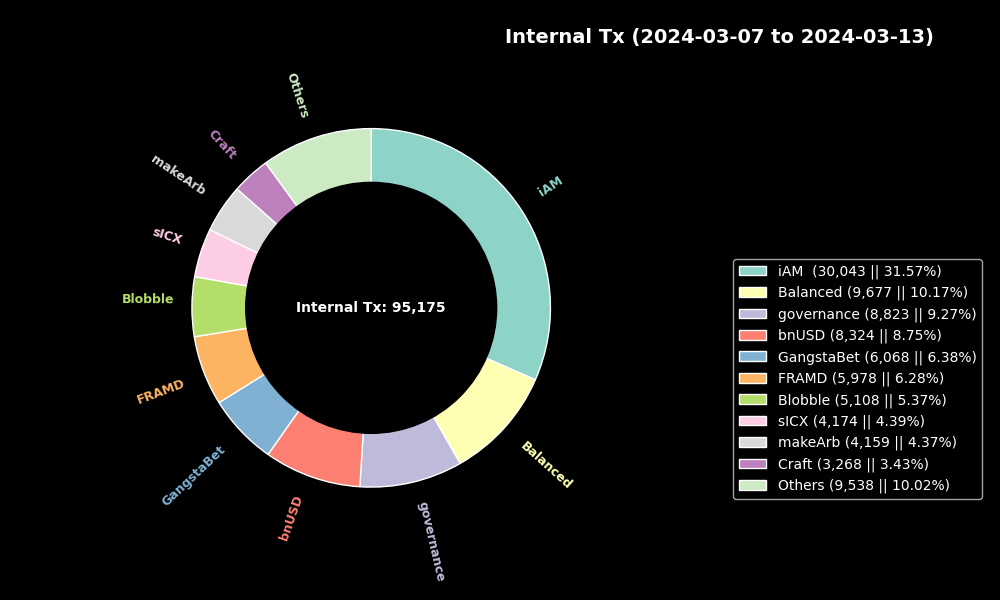 Internal Tx (2024-03-07 to 2024-03-13)
Others
Craft
makeArb
sICX
Blobble
FRAMD
GangstaBet
bnUSD
governance
Balanced
iAM
Internal Tx: 95,175
iAM  (30,043 || 31.57%)
Balanced (9,677 || 10.17%)
governance (8,823 || 9.27%)
bnUSD (8,324 || 8.75%)
GangstaBet (6,068 || 6.38%)
FRAMD (5,978 || 6.28%)
Blobble (5,108 || 5.37%)
sICX (4,174 || 4.39%)
makeArb (4,159 || 4.37%)
Craft (3,268 || 3.43%)
Others (9,538 || 10.02%)